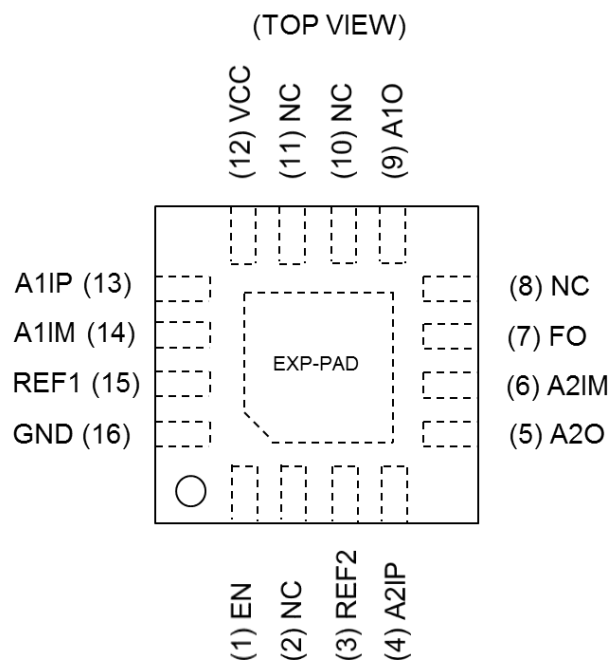 (TOP VIEW)
(12) VCC
(11) NC
(10) NC
(9) A1O
A1IP (13)
A1IM (14)
REF1 (15)
GND (16)
EXP-PAD
(8) NC
(7) FO
(6) A2IM
(5) A2O
(1) EN
(2) NC
(3) REF2
(4) A2IP